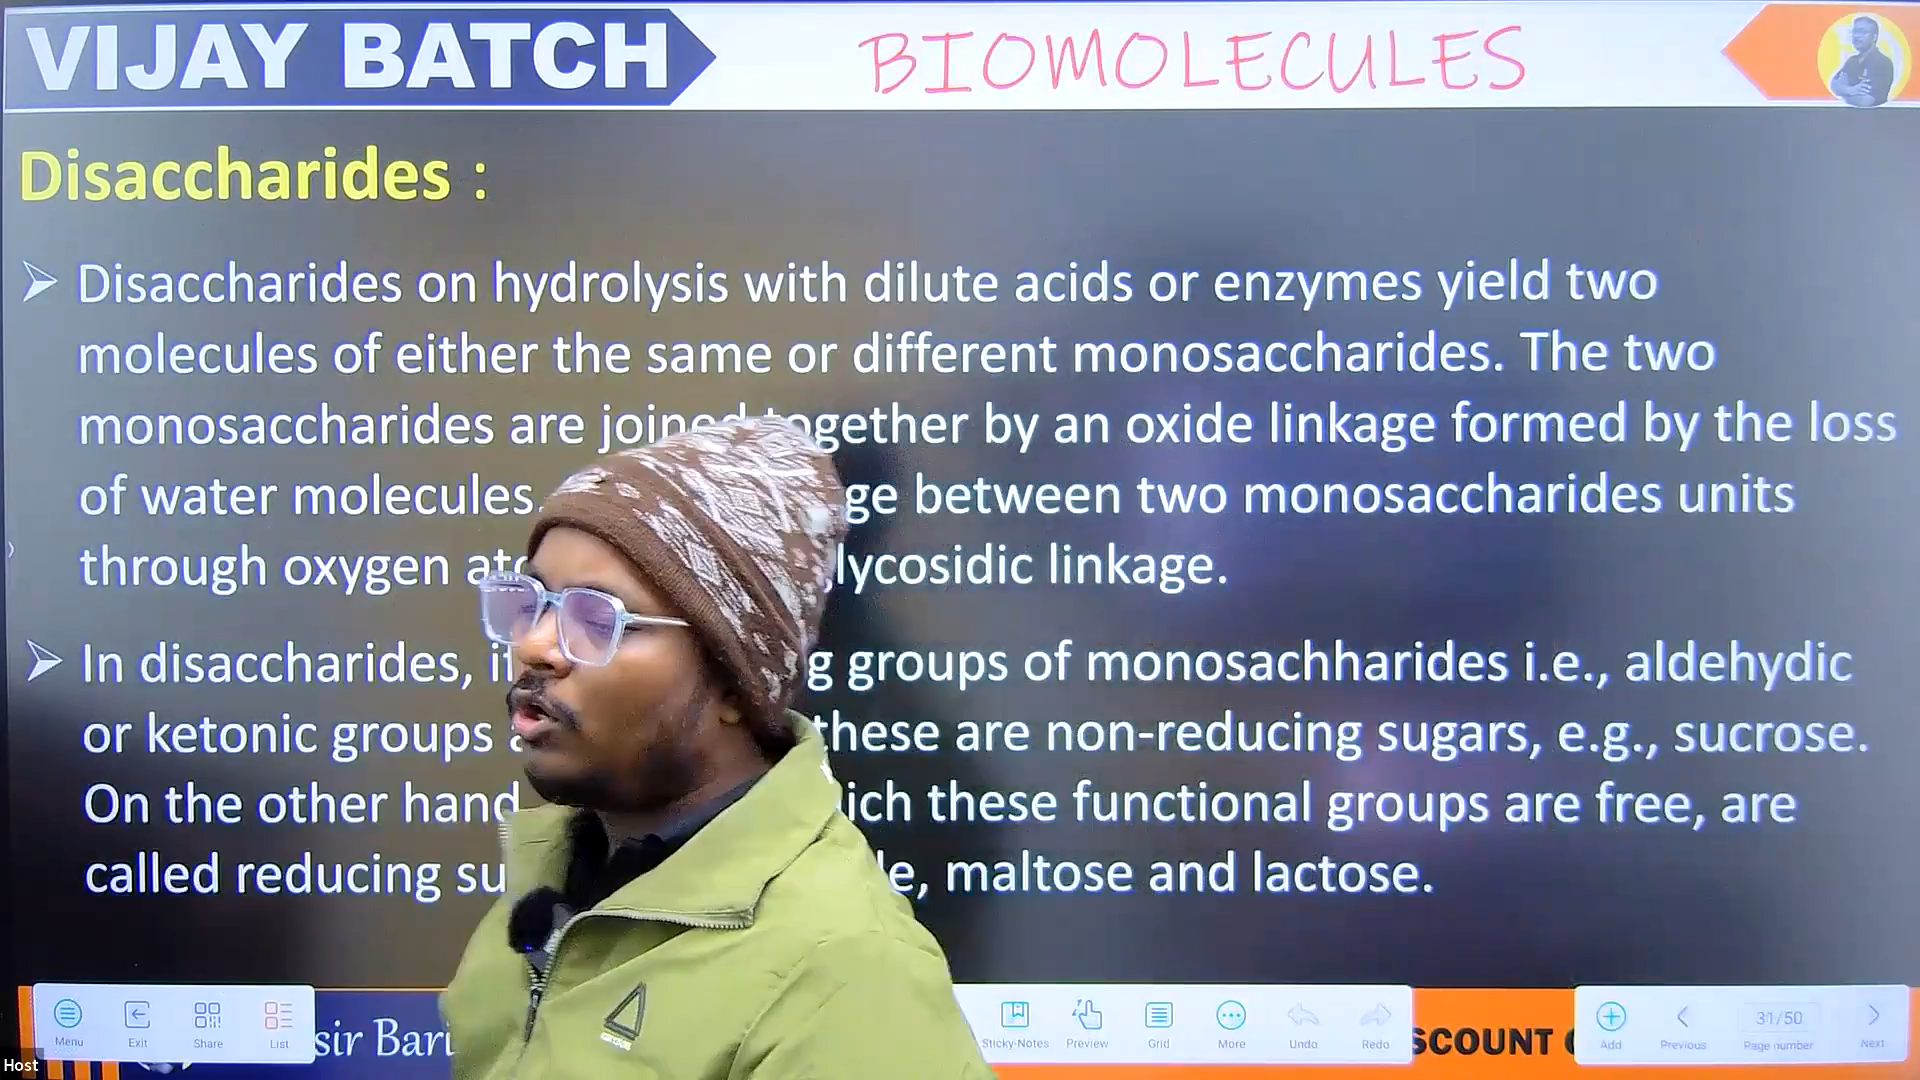 VIJAY BATCH
BIOMOLECULES
Disaccharides :
Disaccharides on hydrolysis with dilute acids or enzymes yield two
molecules of either the same or different monosaccharides. The two
monosaccharides are joined together by an oxide linkage formed by the loss
of water molecules. between two monosaccharides units
through oxygen lycosidic linkage.
In disaccharides, groups of monosachharides i.e., aldehydic
or ketonic groups these are non-reducing sugars, e.g., sucrose.
On the other hand these functional groups are free, are
called reducing maltose and lactose.
Menu Exit Share List sir Bari Sticky-Notes Preview Grid More Undo Redo SCOUNT Add Previous 31/50 Page number Next
Host